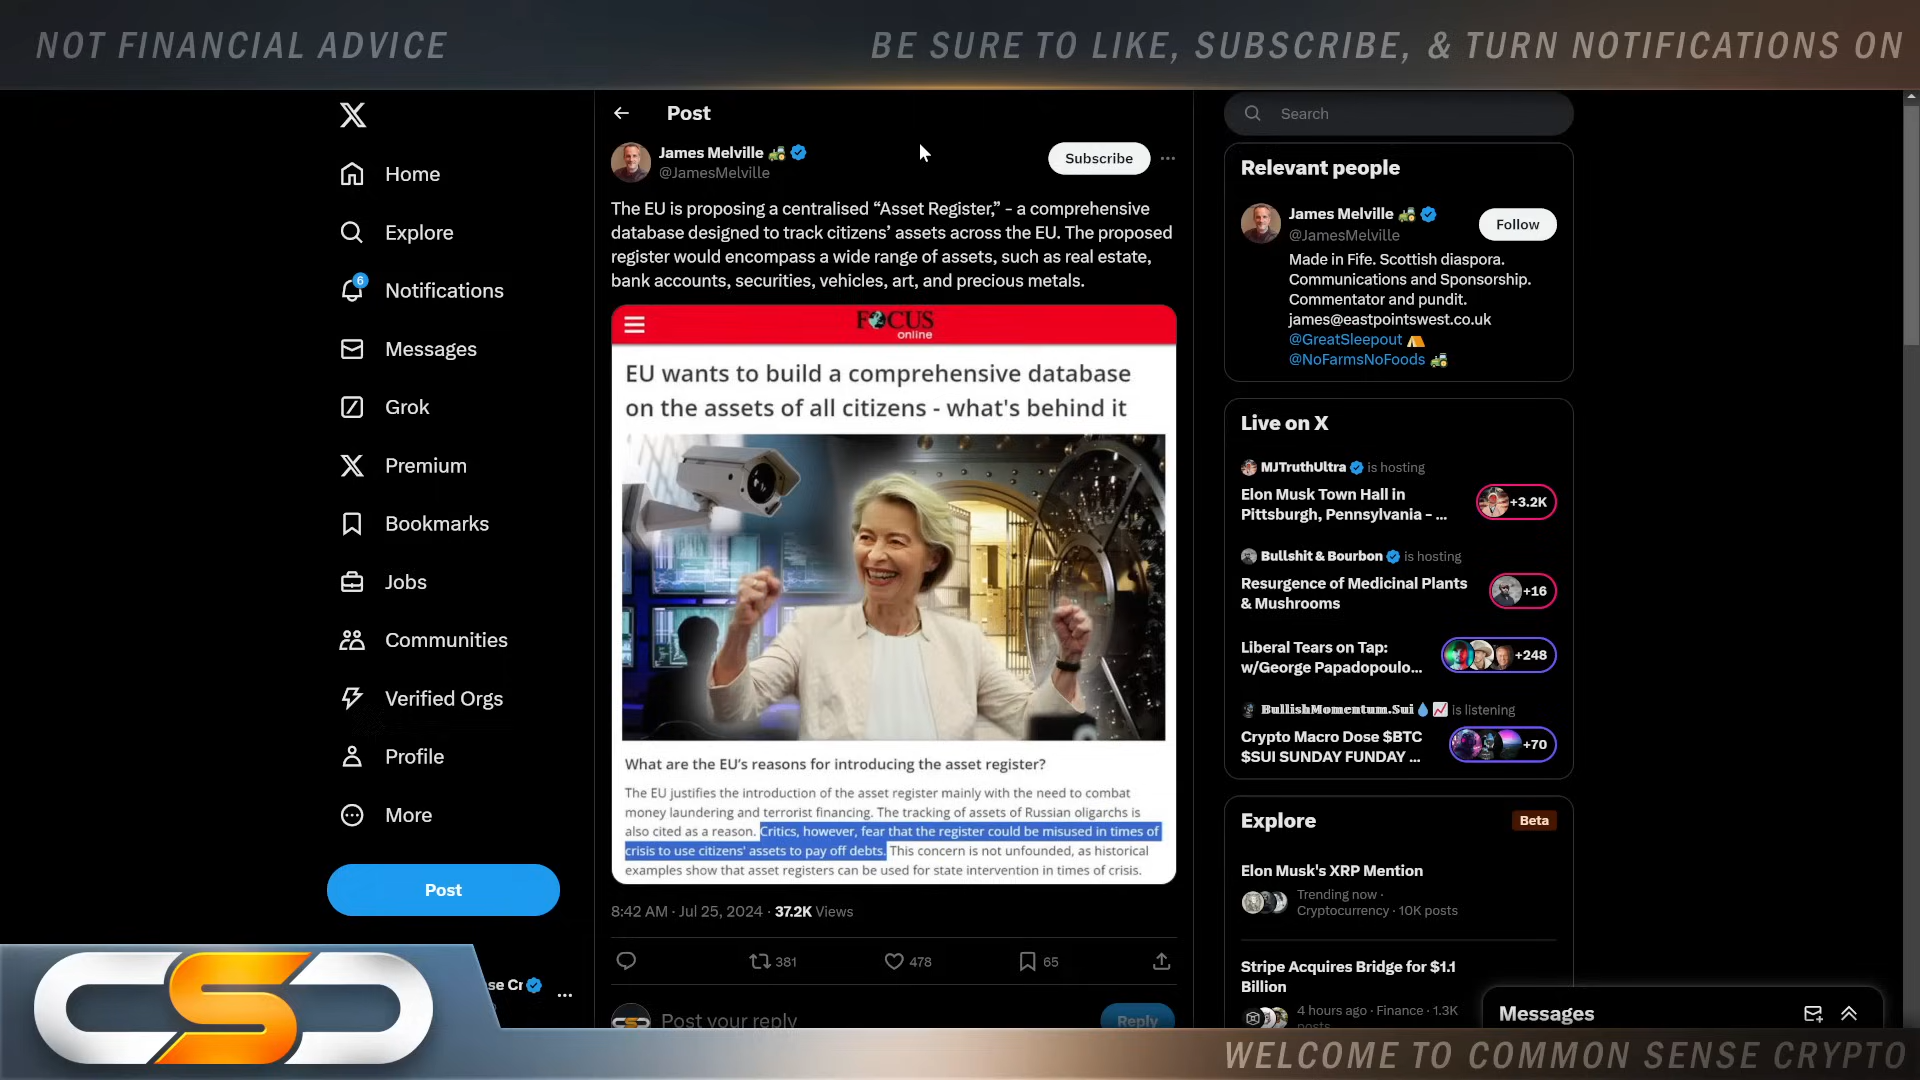 NOT FINANCIAL ADVICE
BE SURE TO LIKE, SUBSCRIBE, & TURN NOTIFICATIONS ON
Home
Explore
Notifications
6
Messages
Grok
Premium
Bookmarks
Jobs
Communities
Verified Orgs
Profile
More
Post
se Cr
Post
James Melville
@JamesMelville
Subscribe
The EU is proposing a centralised “Asset Register,” - a comprehensive
database designed to track citizens’ assets across the EU. The proposed
register would encompass a wide range of assets, such as real estate,
bank accounts, securities, vehicles, art, and precious metals.
FOCUS
online
EU wants to build a comprehensive database
on the assets of all citizens - what's behind it
What are the EU’s reasons for introducing the asset register?
The EU justifies the introduction of the asset register mainly with the need to combat
money laundering and terrorist financing. The tracking of assets of Russian oligarchs is
also cited as a reason. Critics, however, fear that the register could be misused in times of
crisis to use citizens' assets to pay off debts. This concern is not unfounded, as historical
examples show that asset registers can be used for state intervention in times of crisis.
8:42 AM · Jul 25, 2024 · 37.2K Views
381
478
65
Post your reply
Reply
Search
Relevant people
James Melville
@JamesMelville
Follow
Made in Fife. Scottish diaspora.
Communications and Sponsorship.
Commentator and pundit.
james@eastpointswest.co.uk
@GreatSleepout
@NoFarmsNoFoods
Live on X
MJTruthUltra is hosting
Elon Musk Town Hall in
Pittsburgh, Pennsylvania - ...
+3.2K
Bullshit & Bourbon is hosting
Resurgence of Medicinal Plants
& Mushrooms
+16
Liberal Tears on Tap:
w/George Papadopoulo...
+248
BullishMomentum.Sui is listening
Crypto Macro Dose $BTC
$SUI SUNDAY FUNDAY ...
+70
Explore
Beta
Elon Musk's XRP Mention
Trending now ·
Cryptocurrency · 10K posts
Stripe Acquires Bridge for $1.1
Billion
4 hours ago · Finance · 1.3K
posts
Messages
CSC
WELCOME TO COMMON SENSE CRYPTO